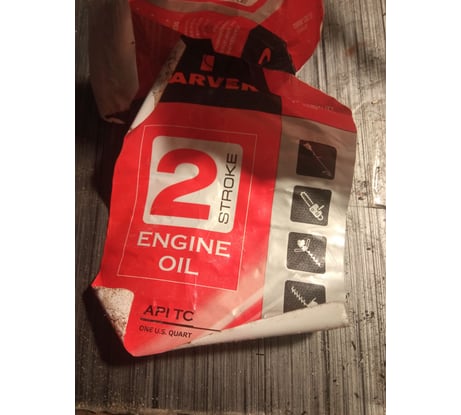 ARVER
2
STROKE
ENGINE
OIL
API TC
ONE U.S. QUART